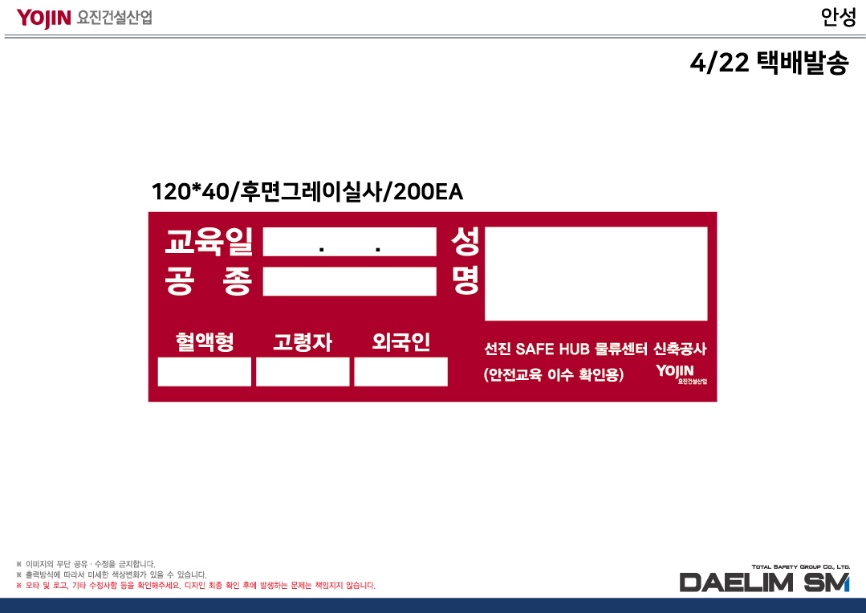 YOJIN 요진건설산업
안성
4/22 택배발송
120*40/후면그레이실사/200EA
교육일 . .
공 종
성명
혈액형 고령자 외국인
선진 SAFE HUB 물류센터 신축공사
(안전교육 이수 확인용) YOJIN 요진건설산업
※ 이미지의 무단 공유 · 수정을 금지합니다.
※ 출력방식에 따라서 미세한 색상변화가 있을 수 있습니다.
※ 오타 및 로고, 기타 수정사항 등을 확인해주세요. 디자인 최종 확인 후에 발생하는 문제는 책임지지 않습니다.
TOTAL SAFETY GROUP CO., LTD.
DAELIM SM